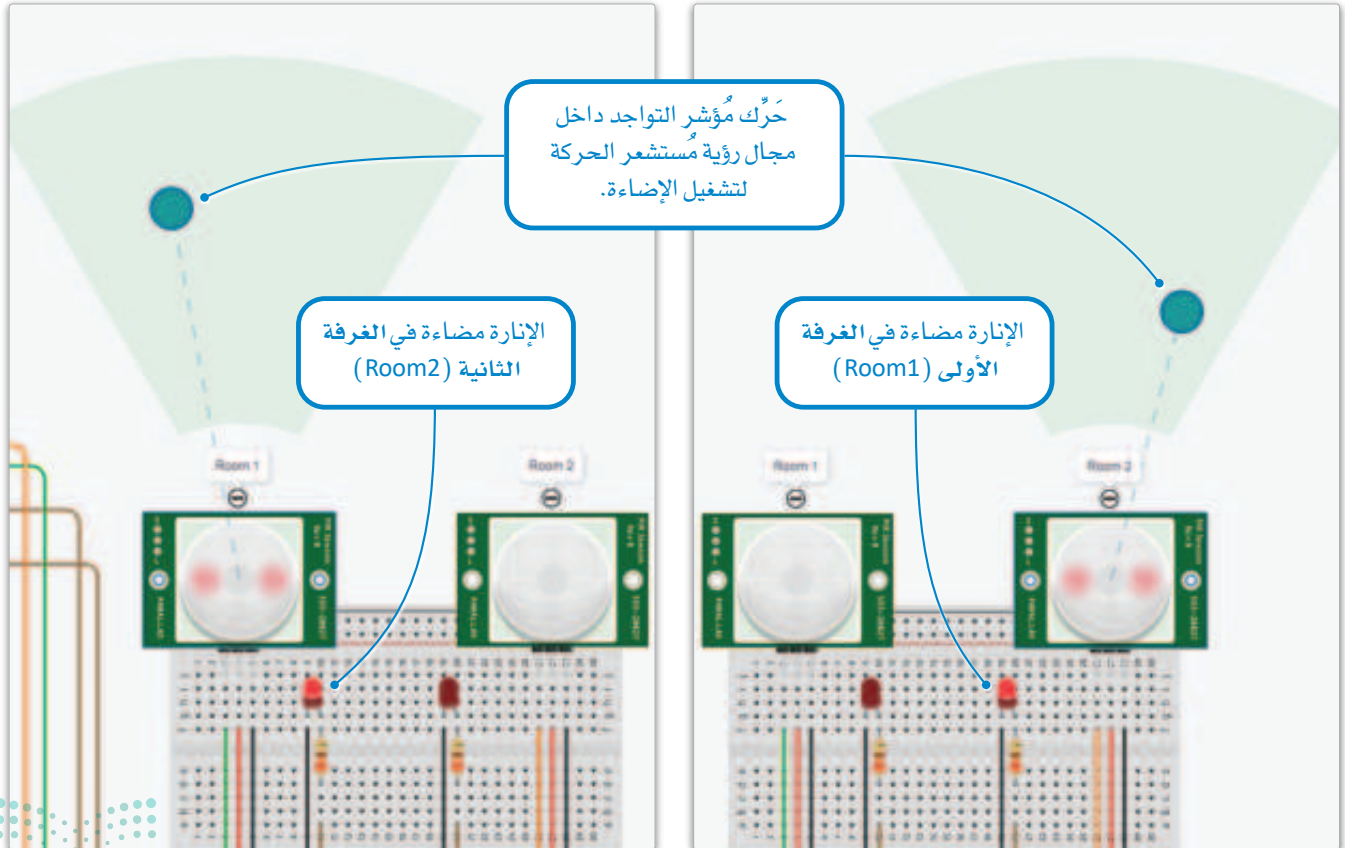 حَرِّك مُؤشر التواجد داخل
مجال رؤية مُستشعر الحركة
لتشغيل الإضاءة.
الإنارة مضاءة في الغرفة
الأولى (Room1)
الإنارة مضاءة في الغرفة
الثانية (Room2)
Room 1
Room 2
Room 1
Room 2